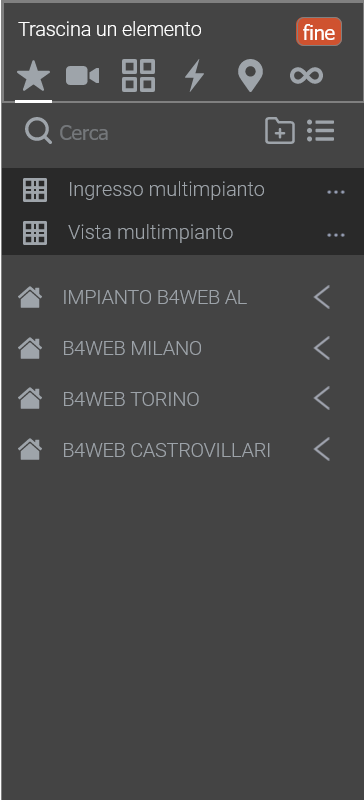 Trascina un elemento
fine
Cerca
Ingresso multimpianto
Vista multimpianto
IMPIANTO B4WEB AL
B4WEB MILANO
B4WEB TORINO
B4WEB CASTROVILLARI